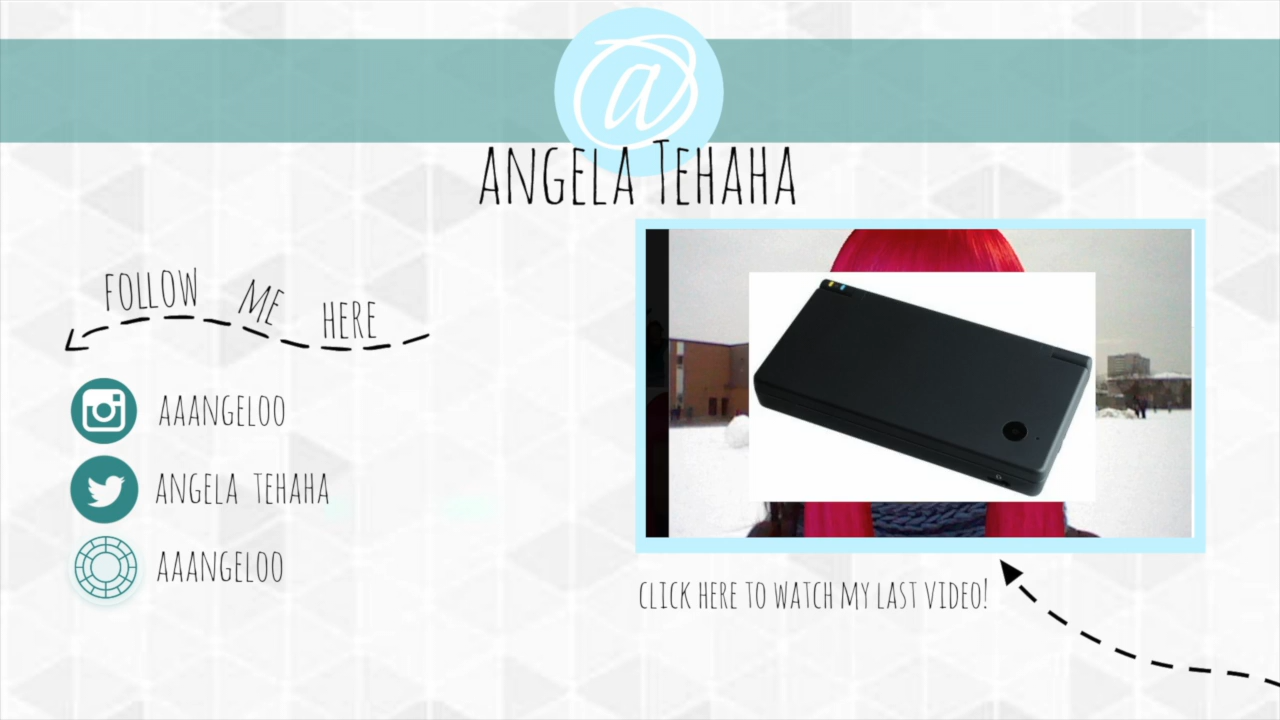 @
ANGELA TEHAHA
FOLLOW ME HERE
AAANGELOO
ANGELA TEHAHA
AAANGELOO
CLICK HERE TO WATCH MY LAST VIDEO!